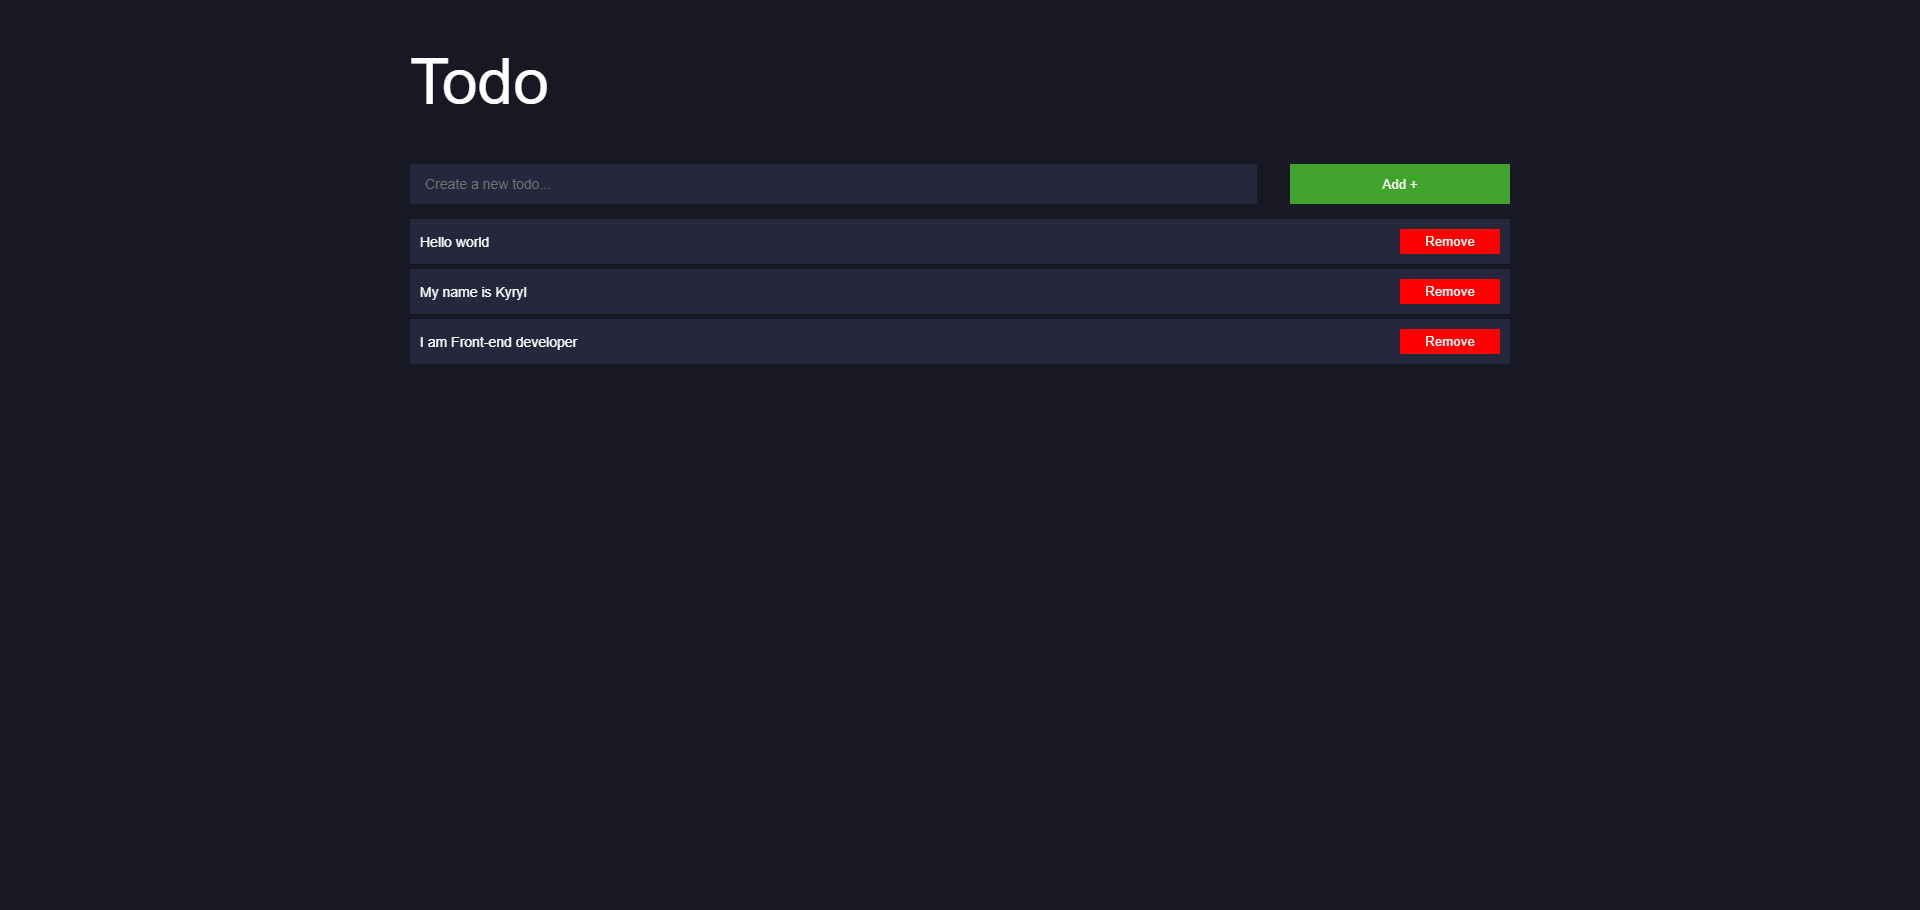 Todo
Create a new todo...
Add +
Hello world
Remove
My name is Kyryl
Remove
I am Front-end developer
Remove